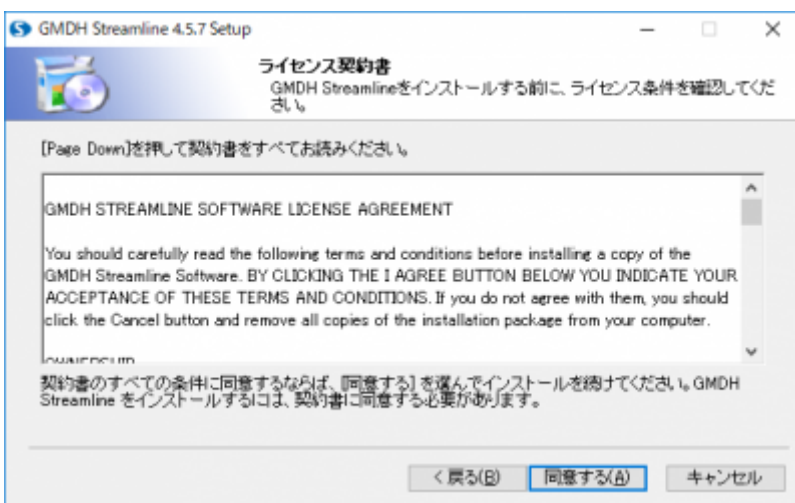 GMDH Streamline 4.5.7 Setup
ライセンス契約書
GMDH Streamlineをインストールする前に、ライセンス条件を確認してくだ
さい。
[Page Down]を押して契約書をすべてお読みください。
GMDH STREAMLINE SOFTWARE LICENSE AGREEMENT
You should carefully read the following terms and conditions before installing a copy of the
GMDH Streamline Software. BY CLICKING THE I AGREE BUTTON BELOW YOU INDICATE YOUR
ACCEPTANCE OF THESE TERMS AND CONDITIONS. If you do not agree with them, you should
click the Cancel button and remove all copies of the installation package from your computer.
OWNERSHIP
契約書のすべての条件に同意するならば、[同意する] を選んでインストールを続けてください。GMDH
Streamline をインストールするには、契約書に同意する必要があります。
< 戻る(B)
同意する(A)
キャンセル